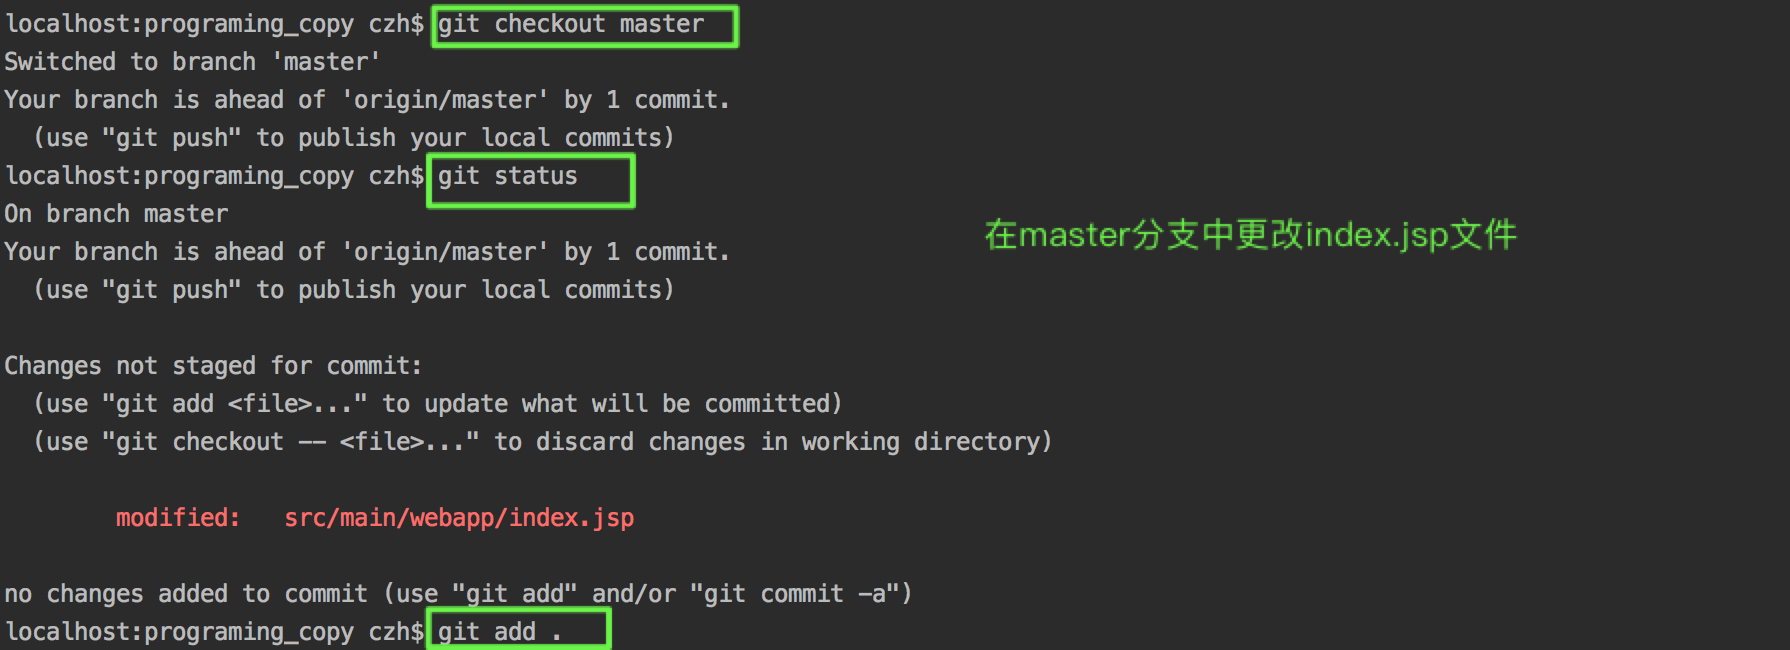 localhost:programing_copy czh$ git checkout master
Switched to branch 'master'
Your branch is ahead of 'origin/master' by 1 commit.
  (use "git push" to publish your local commits)
localhost:programing_copy czh$ git status
On branch master
在master分支中更改index.jsp文件
Your branch is ahead of 'origin/master' by 1 commit.
  (use "git push" to publish your local commits)
Changes not staged for commit:
  (use "git add <file>..." to update what will be committed)
  (use "git checkout -- <file>..." to discard changes in working directory)
        modified:   src/main/webapp/index.jsp
no changes added to commit (use "git add" and/or "git commit -a")
localhost:programing_copy czh$ git add .